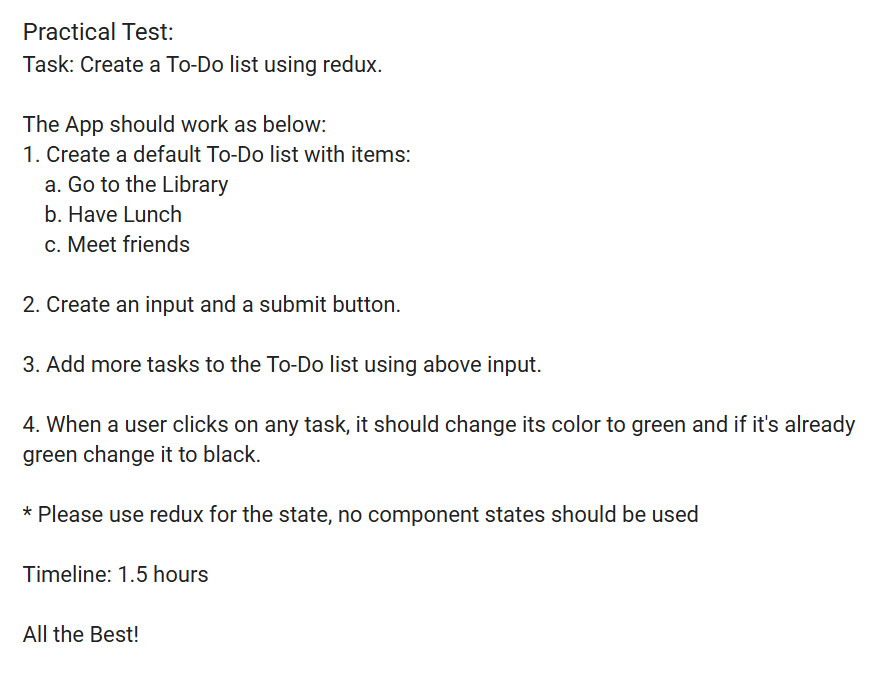 Practical Test:
Task: Create a To-Do list using redux.
The App should work as below:
1. Create a default To-Do list with items:
a. Go to the Library
b. Have Lunch
c. Meet friends
2. Create an input and a submit button.
3. Add more tasks to the To-Do list using above input.
4. When a user clicks on any task, it should change its color to green and if it's already
green change it to black.
* Please use redux for the state, no component states should be used
Timeline: 1.5 hours
All the Best!